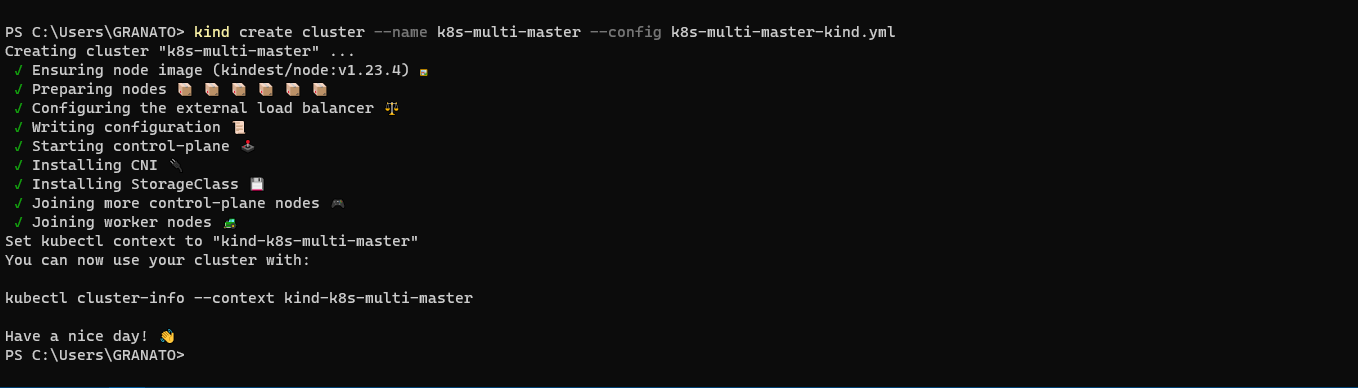 PS C:\Users\GRANATO> kind create cluster --name k8s-multi-master --config k8s-multi-master-kind.yml
Creating cluster "k8s-multi-master" ...
✓ Ensuring node image (kindest/node:v1.23.4) 🖼
✓ Preparing nodes 📦 📦 📦 📦 📦 📦
✓ Configuring the external load balancer ⚖️
✓ Writing configuration 📜
✓ Starting control-plane 🕹️
✓ Installing CNI 🔌
✓ Installing StorageClass 💾
✓ Joining more control-plane nodes 🎮
✓ Joining worker nodes 🚜
Set kubectl context to "kind-k8s-multi-master"
You can now use your cluster with:
kubectl cluster-info --context kind-k8s-multi-master
Have a nice day! 👋
PS C:\Users\GRANATO>